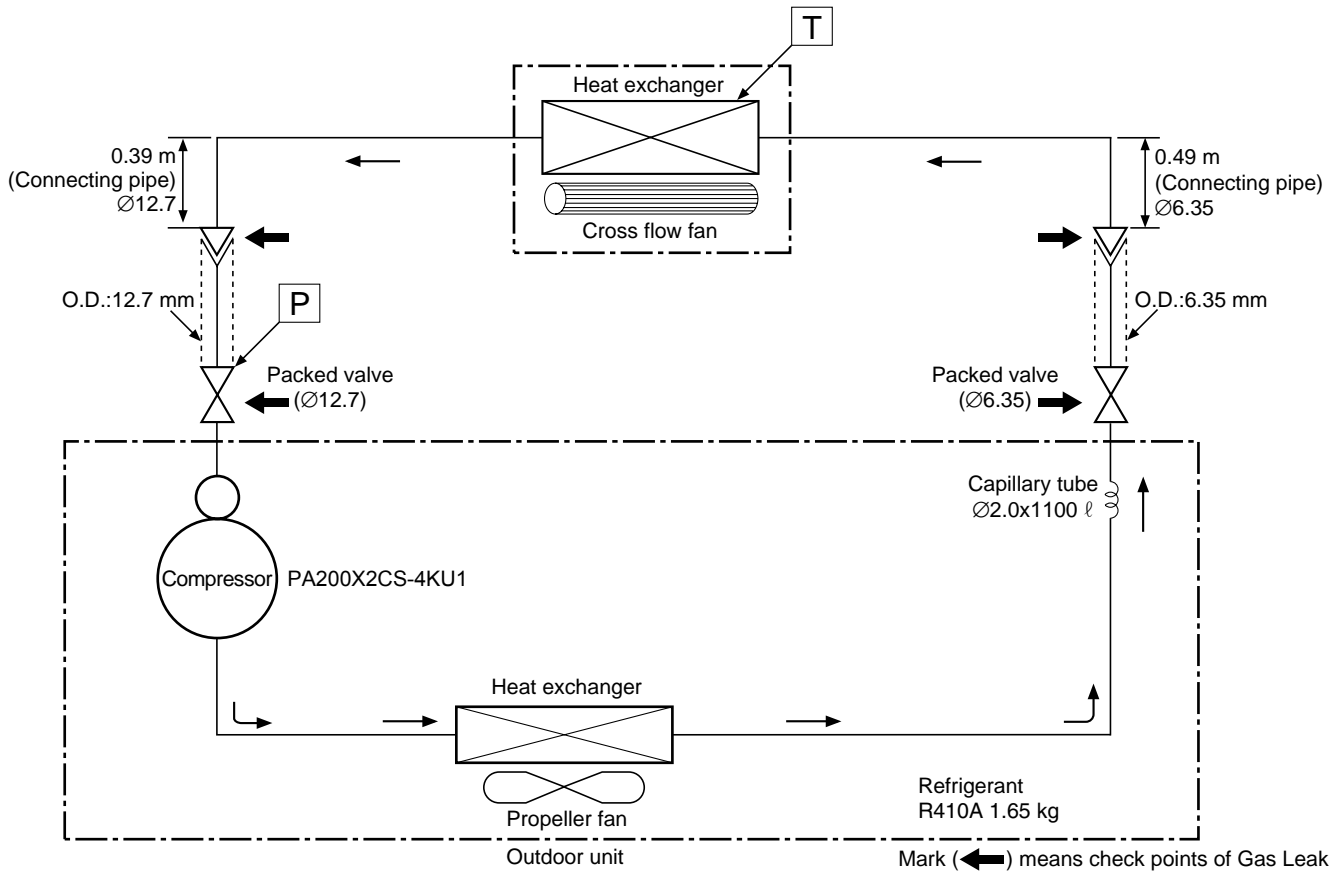 T
Heat exchanger
Cross flow fan
0.39 m
(Connecting pipe)
Ø12.7
0.49 m
(Connecting pipe)
Ø6.35
O.D.:12.7 mm
P
O.D.:6.35 mm
Packed valve
(Ø12.7)
Packed valve
(Ø6.35)
Capillary tube
Ø2.0x1100 ℓ
Compressor
PA200X2CS-4KU1
Heat exchanger
Propeller fan
Refrigerant
R410A 1.65 kg
Outdoor unit
Mark (⬅) means check points of Gas Leak